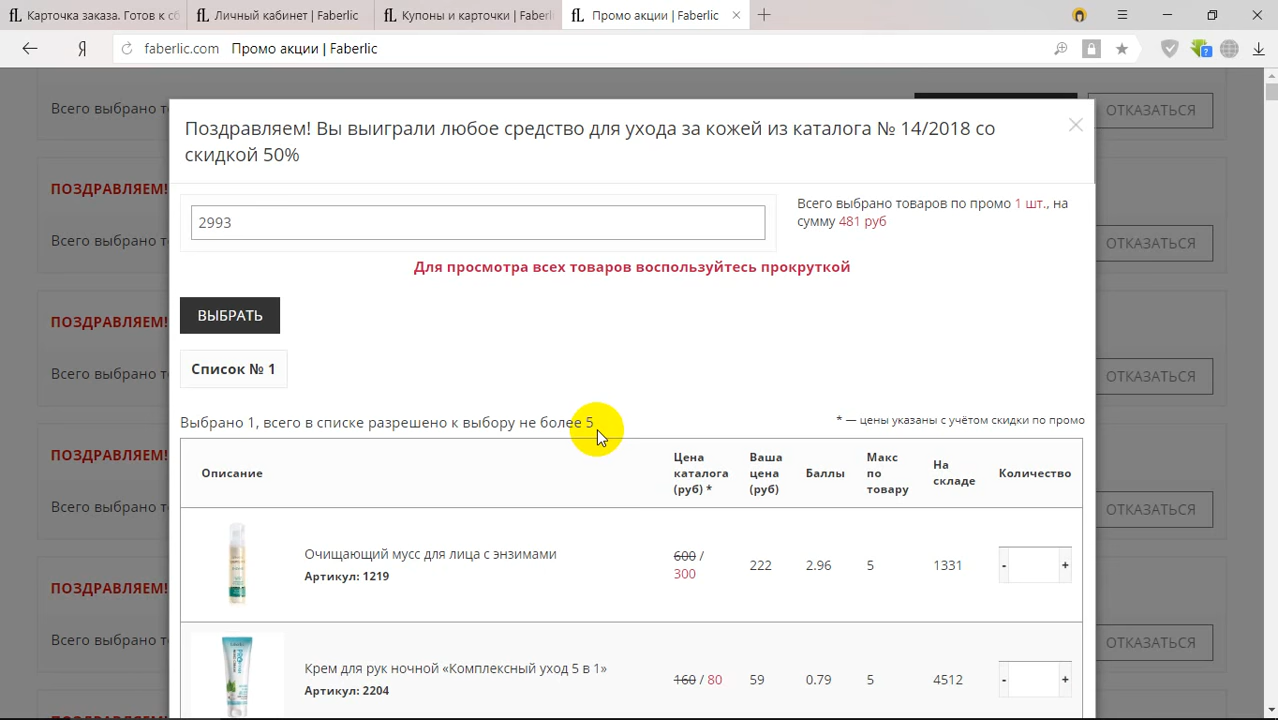 Карточка заказа. Готов к сб
Личный кабинет | Faberlic
Купоны и карточки | Faberl
Промо акции | Faberlic
faberlic.com Промо акции | Faberlic
Всего выбрано т
ОТКАЗАТЬСЯ
Поздравляем! Вы выиграли любое средство для ухода за кожей из каталога № 14/2018 со
скидкой 50%
ПОЗДРАВЛЯЕМ!
2993
Всего выбрано товаров по промо 1 шт., на
сумму 481 руб
Всего выбрано т
ОТКАЗАТЬСЯ
Для просмотра всех товаров воспользуйтесь прокруткой
ПОЗДРАВЛЯЕМ!
ВЫБРАТЬ
Всего выбрано т
Список № 1
ОТКАЗАТЬСЯ
Выбрано 1, всего в списке разрешено к выбору не более 5
* — цены указаны с учётом скидки по промо
ПОЗДРАВЛЯЕМ!
Описание
Цена
каталога
(руб) *
Ваша
цена
(руб)
Баллы
Макс
по
товару
На
складе
Количество
Всего выбрано т
ОТКАЗАТЬСЯ
Очищающий мусс для лица с энзимами
Артикул: 1219
600 /
300
222
2.96
5
1331
- +
ПОЗДРАВЛЯЕМ!
Всего выбрано т
ОТКАЗАТЬСЯ
Крем для рук ночной «Комплексный уход 5 в 1»
Артикул: 2204
160 / 80
59
0.79
5
4512
- +